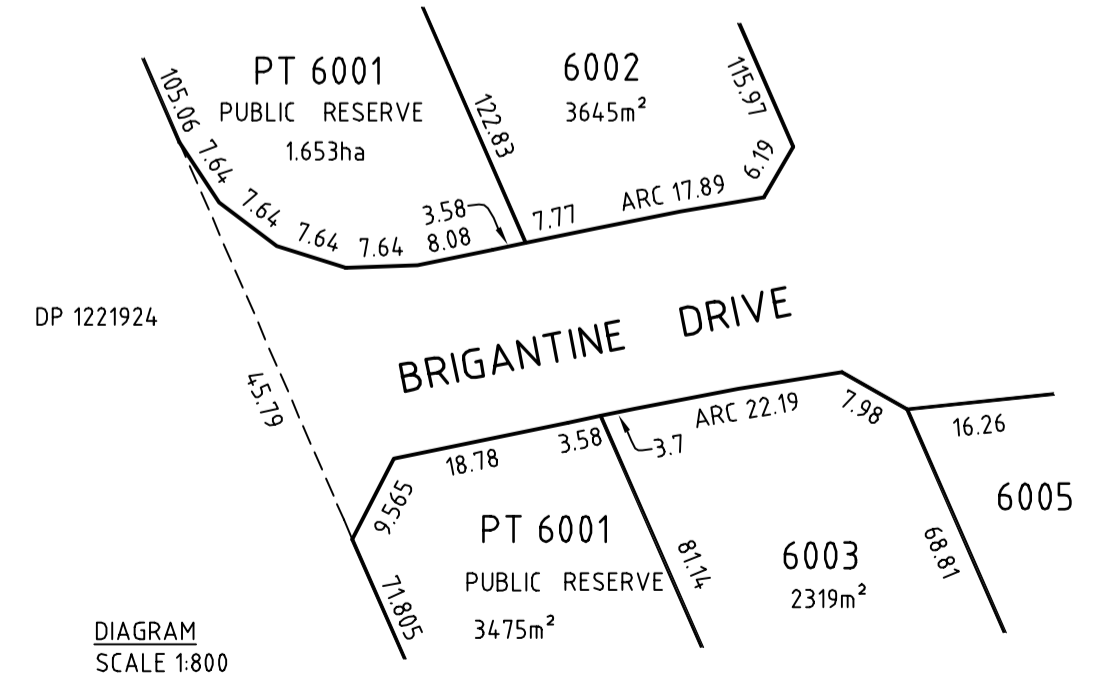 PT 6001
PUBLIC RESERVE
1.653ha
6002
3645m²
105.06
7.64
7.64
7.64
7.64
8.08
3.58
122.83
7.77
ARC 17.89
6.19
115.97
DP 1221924
45.79
BRIGANTINE DRIVE
9.565
18.78
3.58
3.7
ARC 22.19
7.98
16.26
6005
PT 6001
PUBLIC RESERVE
3475m²
71.805
81.14
6003
2319m²
68.81
DIAGRAM
SCALE 1:800